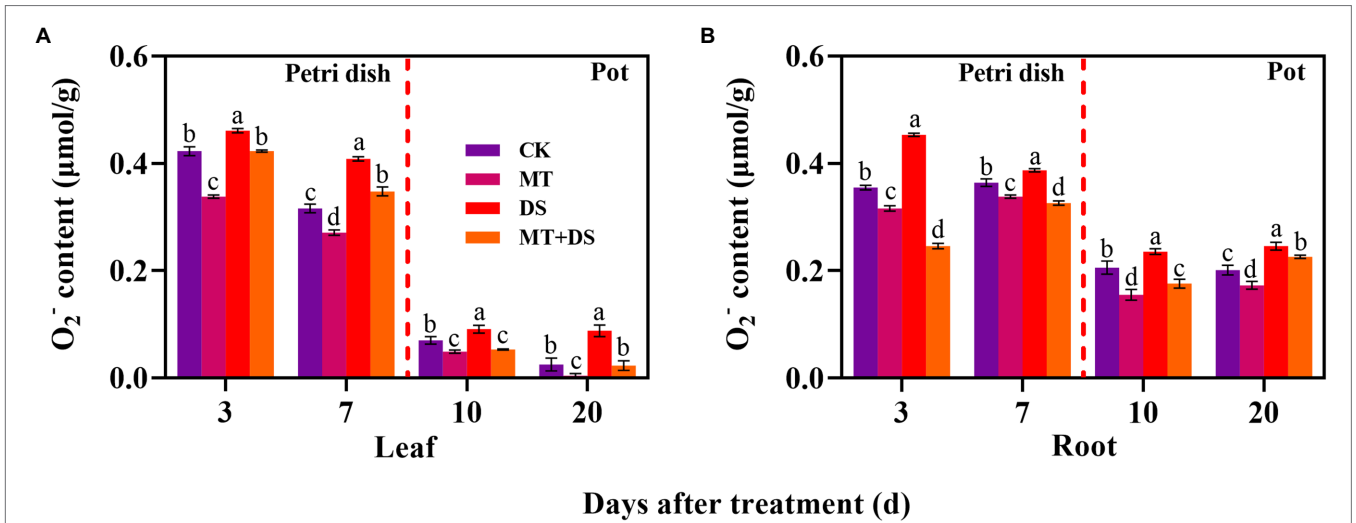 A
B
O₂⁻ content (μmol/g)
0.6
0.4
0.2
0.0
Petri dish
Pot
b c a b
c d a b
b c a c
b c a b
CK
MT
DS
MT+DS
3 7 10 20
Leaf
O₂⁻ content (μmol/g)
0.6
0.4
0.2
0.0
Petri dish
Pot
b c a d
b c a d
b d a c
c d a b
3 7 10 20
Root
Days after treatment (d)